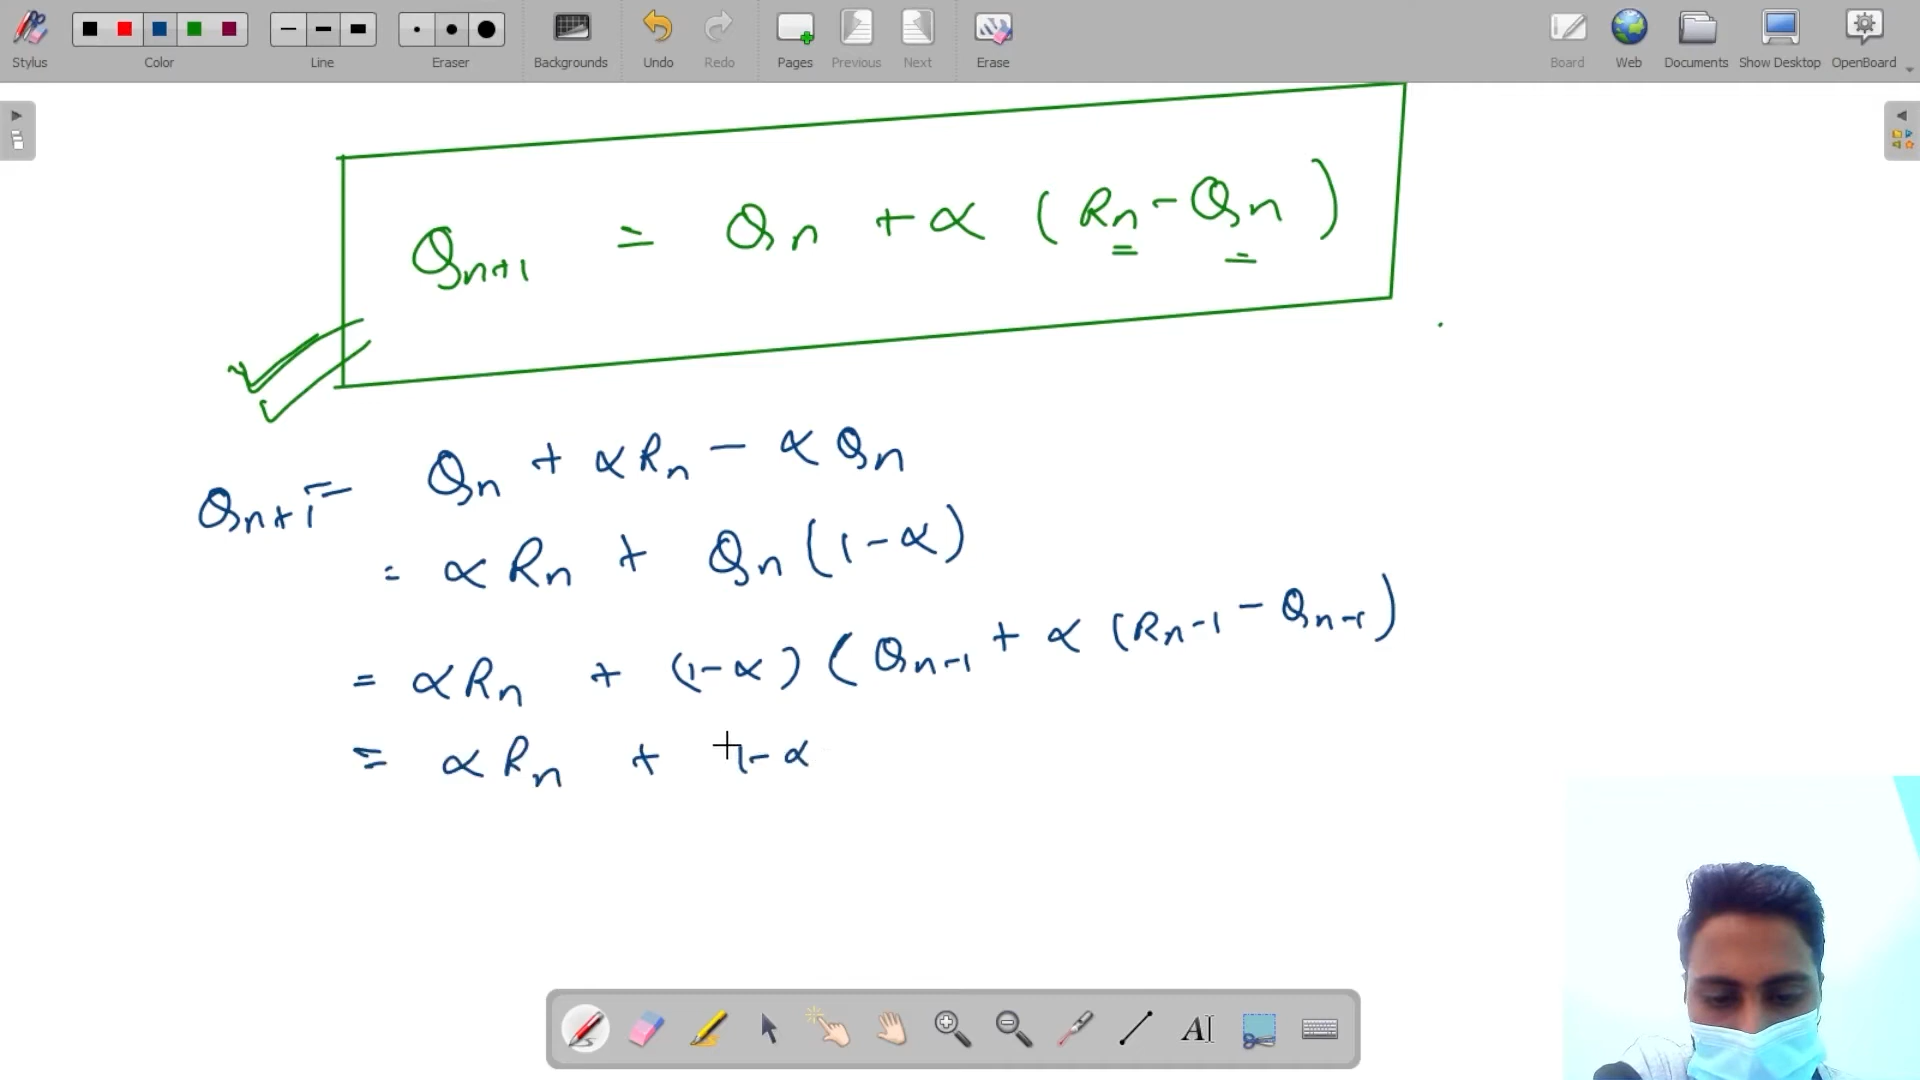 Stylus Color Line Eraser Backgrounds Undo Redo Pages Previous Next Erase Board Web Documents Show Desktop OpenBoard
Qn+1 = Qn + α (Rn - Qn)
Qn+1 = Qn + αRn - αQn
= αRn + Qn (1-α)
= αRn + (1-α) (Qn-1 + α (Rn-1 - Qn-1)
= αRn + 1-α
AI